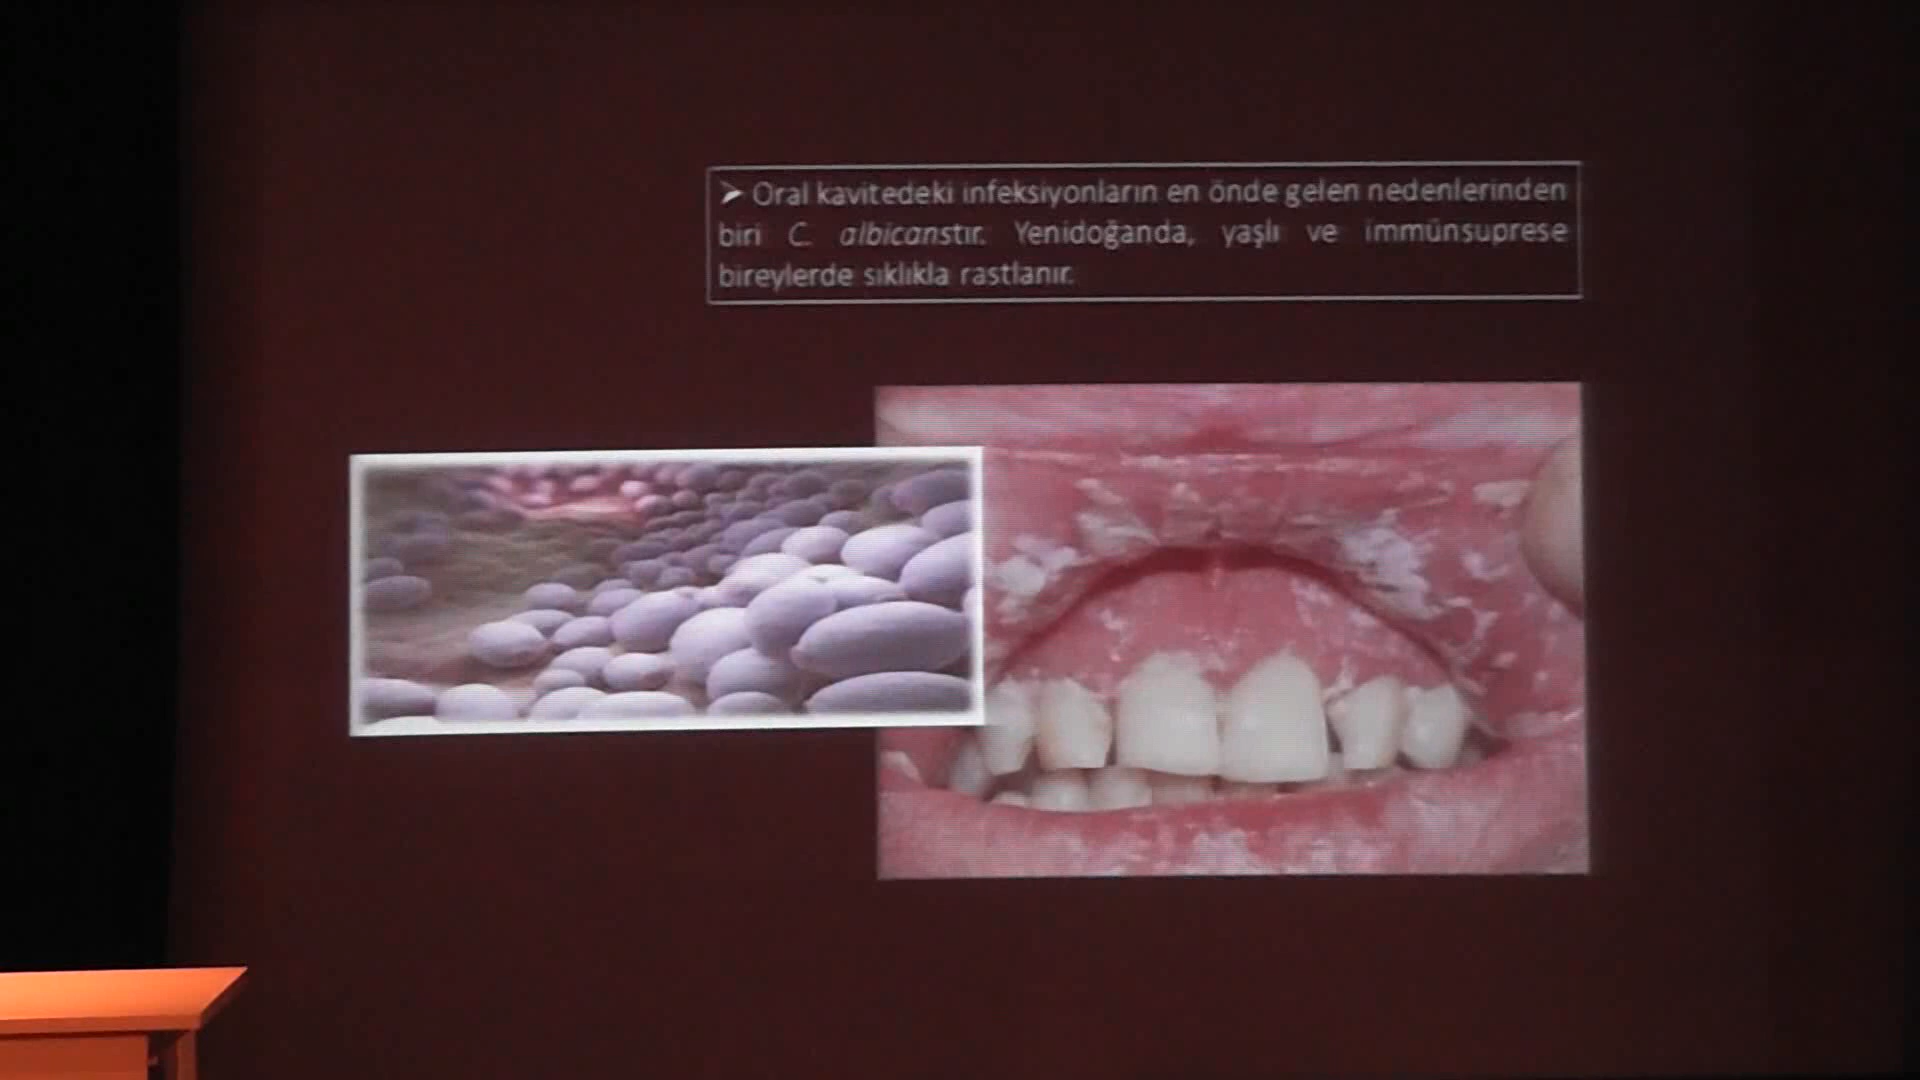 ➤ Oral kavitedeki infeksiyonların en önde gelen nedenlerinden
biri C. albicanstır. Yenidoğanda, yaşlı ve immünsuprese
bireylerde sıklıkla rastlanır.